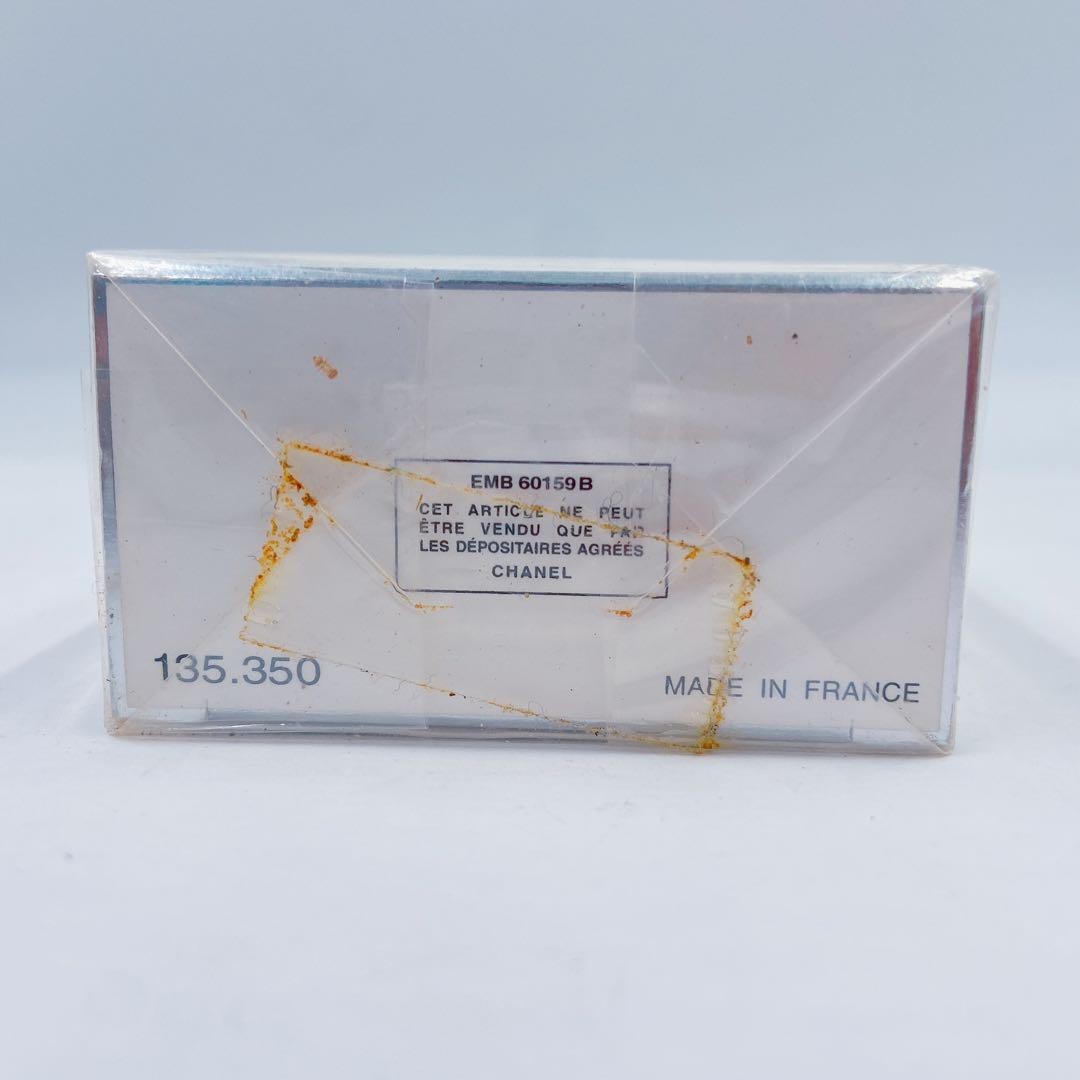 EMB 60159 B
CET ARTICLE NE PEUT
ÊTRE VENDU QUE PAR
LES DÉPOSITAIRES AGRÉÉS
CHANEL
135.350
MADE IN FRANCE